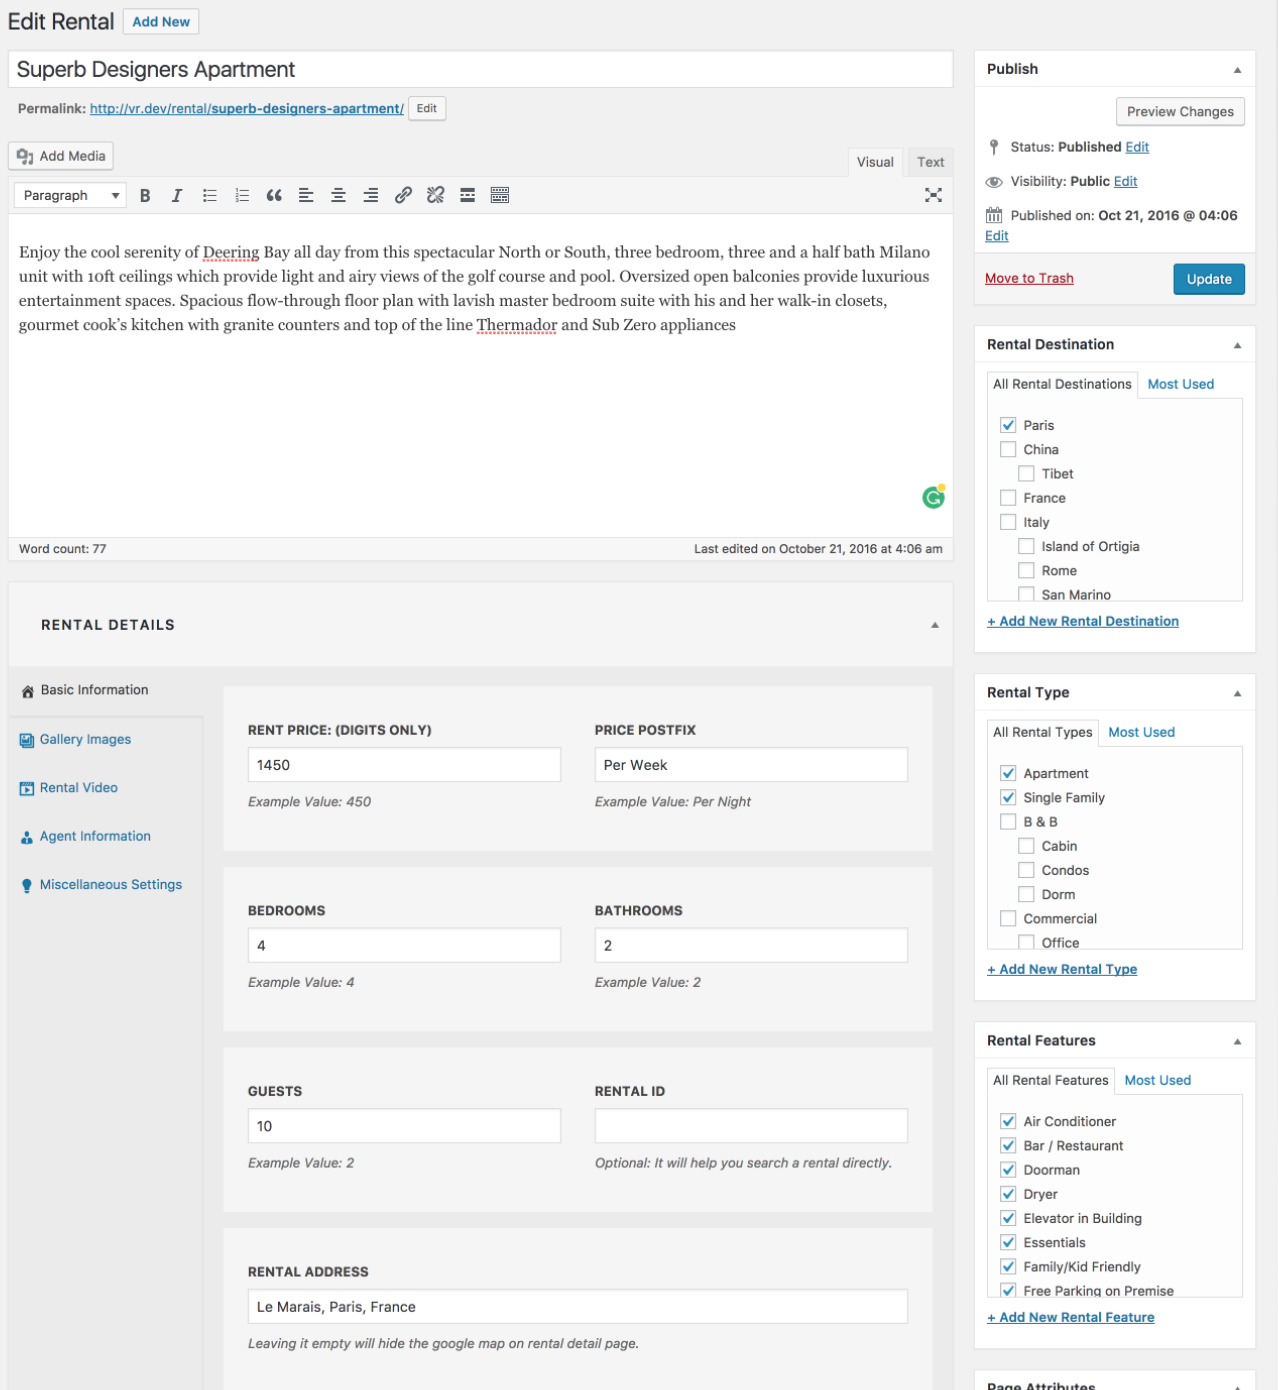 Edit Rental Add New
Superb Designers Apartment
Permalink: http://vr.dev/rental/superb-designers-apartment/ Edit
Add Media
Visual Text
Paragraph B I
Enjoy the cool serenity of Deering Bay all day from this spectacular North or South, three bedroom, three and a half bath Milano
unit with 10ft ceilings which provide light and airy views of the golf course and pool. Oversized open balconies provide luxurious
entertainment spaces. Spacious flow-through floor plan with lavish master bedroom suite with his and her walk-in closets,
gourmet cook’s kitchen with granite counters and top of the line Thermador and Sub Zero appliances
Word count: 77 Last edited on October 21, 2016 at 4:06 am
RENTAL DETAILS
Basic Information
Gallery Images
Rental Video
Agent Information
Miscellaneous Settings
RENT PRICE: (DIGITS ONLY) PRICE POSTFIX
1450 Per Week
Example Value: 450 Example Value: Per Night
BEDROOMS BATHROOMS
4 2
Example Value: 4 Example Value: 2
GUESTS RENTAL ID
10
Example Value: 2 Optional: It will help you search a rental directly.
RENTAL ADDRESS
Le Marais, Paris, France
Leaving it empty will hide the google map on rental detail page.
Publish
Preview Changes
Status: Published Edit
Visibility: Public Edit
Published on: Oct 21, 2016 @ 04:06
Edit
Move to Trash Update
Rental Destination
All Rental Destinations Most Used
Paris
China
Tibet
France
Italy
Island of Ortigia
Rome
San Marino
+ Add New Rental Destination
Rental Type
All Rental Types Most Used
Apartment
Single Family
B & B
Cabin
Condos
Dorm
Commercial
Office
+ Add New Rental Type
Rental Features
All Rental Features Most Used
Air Conditioner
Bar / Restaurant
Doorman
Dryer
Elevator in Building
Essentials
Family/Kid Friendly
Free Parking on Premise
+ Add New Rental Feature
Page Attributes